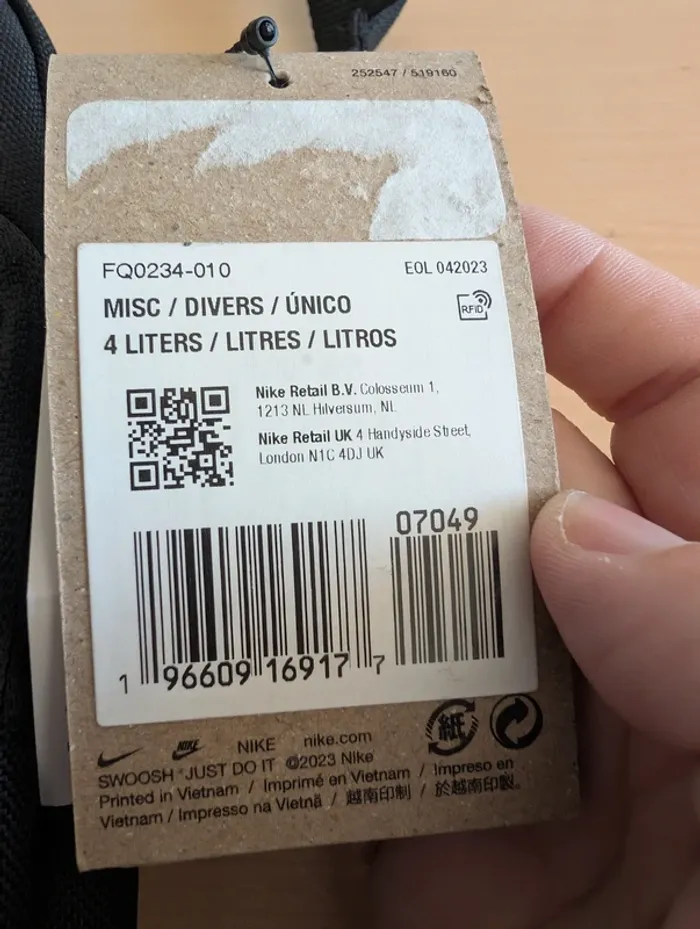 252547 / 519160
FQ0234-010
EOL 042023
MISC / DIVERS / ÚNICO
RFID
4 LITERS / LITRES / LITROS
Nike Retail B.V. Colosseum 1,
1213 NL Hilversum, NL
Nike Retail UK 4 Handyside Street,
London N1C 4DJ UK
07049
1 96609 16917 7
紙
NIKE NIKE nike.com
SWOOSH JUST DO IT ©2023 Nike
Printed in Vietnam / Imprimé en Vietnam / Impreso en
Vietnam / Impresso na Vietnã / 越南印制 / 於越南印製。